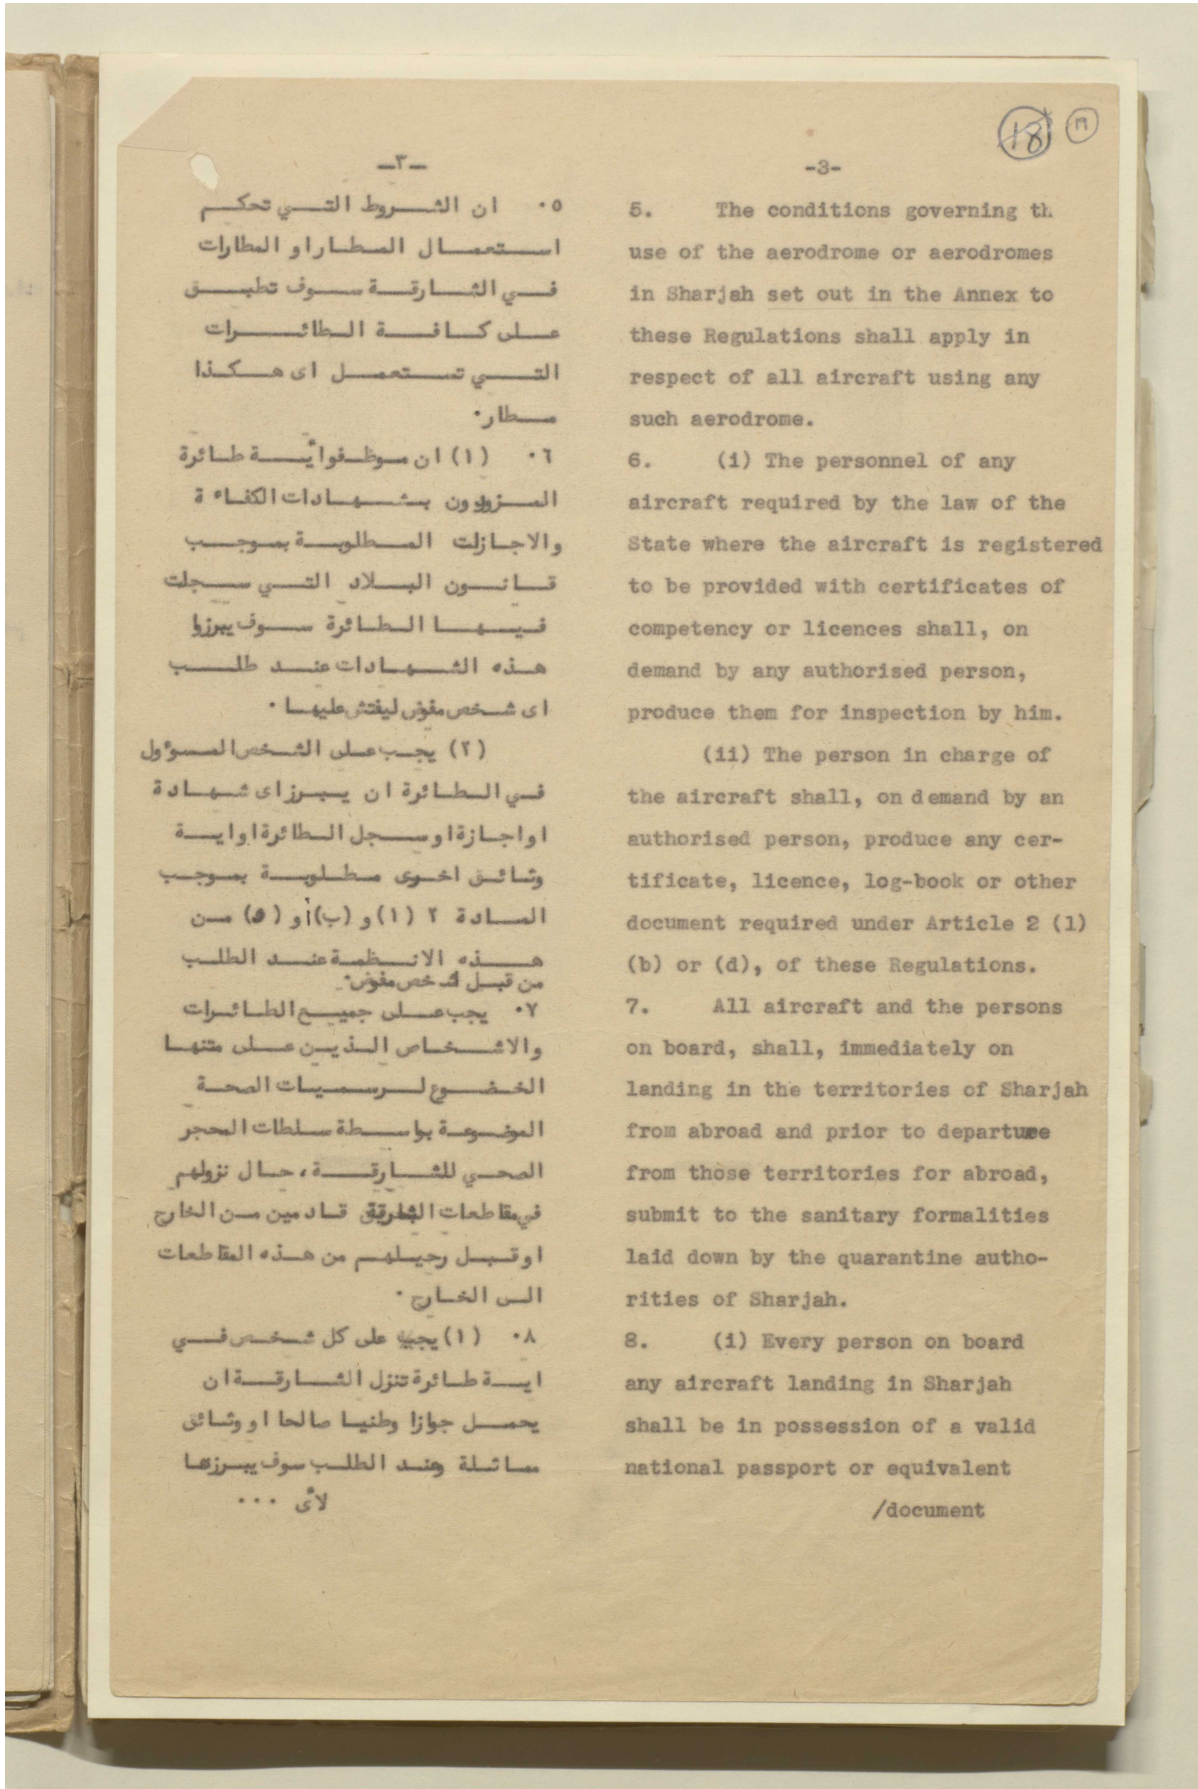 18
17
-3-
5. The conditions governing th
use of the aerodrome or aerodromes
in Sharjah set out in the Annex to
these Regulations shall apply in
respect of all aircraft using any
such aerodrome.
6. (i) The personnel of any
aircraft required by the law of the
State where the aircraft is registered
to be provided with certificates of
competency or licences shall, on
demand by any authorised person,
produce them for inspection by him.
(ii) The person in charge of
the aircraft shall, on demand by an
authorised person, produce any cer-
tificate, licence, log-book or other
document required under Article 2 (1)
(b) or (d), of these Regulations.
7. All aircraft and the persons
on board, shall, immediately on
landing in the territories of Sharjah
from abroad and prior to departure
from those territories for abroad,
submit to the sanitary formalities
laid down by the quarantine autho-
rities of Sharjah.
8. (i) Every person on board
any aircraft landing in Sharjah
shall be in possession of a valid
national passport or equivalent
/document
-٣-
٥٠ ان الشروط التي تحكم
استعمال المطار او المطارات
في الشارقة سوف تطبق
على كافة الطائرات
التي تستعمل اى هكذا
مطار٠
٦٠ (١) ان موظفوا أية طائرة
المزودون بشهادات الكفاءة
والاجازات المطلوبة بموجب
قانون البلاد التي سجلت
فيها الطائرة سوف يبرزوا
هذه الشهادات عند طلب
اى شخص مفوض ليفتش عليها٠
(٢) يجب على الشخص المسوؤل
في الطائرة ان يبرز اى شهادة
او اجازة او سجل الطائرة او اية
وثائق اخرى مطلوبة بموجب
المادة ٢ (١) و (ب) أو (د) من
هذه الانظمة عند الطلب
من قبل شخص مفوض٠
٧٠ يجب على جميع الطائرات
والاشخاص الذين على متنها
الخضوع لرسميات الصحة
الموضوعة بواسطة سلطات المحجر
الصحي للشارقة، حال نزولهم
في مقاطعات الشارقة قادمين من الخارج
او قبل رحيلهم من هذه المقاطعات
الى الخارج٠
٨٠ (١) يجب على كل شخص في
اية طائرة تنزل الشارقة ان
يحمل جوازا وطنيا صالحا او وثائق
مماثلة وعند الطلب سوف يبرزها
لأى ٠٠٠